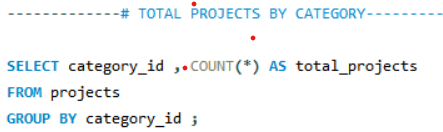 -------------# TOTAL PROJECTS BY CATEGORY---------
SELECT category_id , COUNT(*) AS total_projects
FROM projects
GROUP BY category_id ;